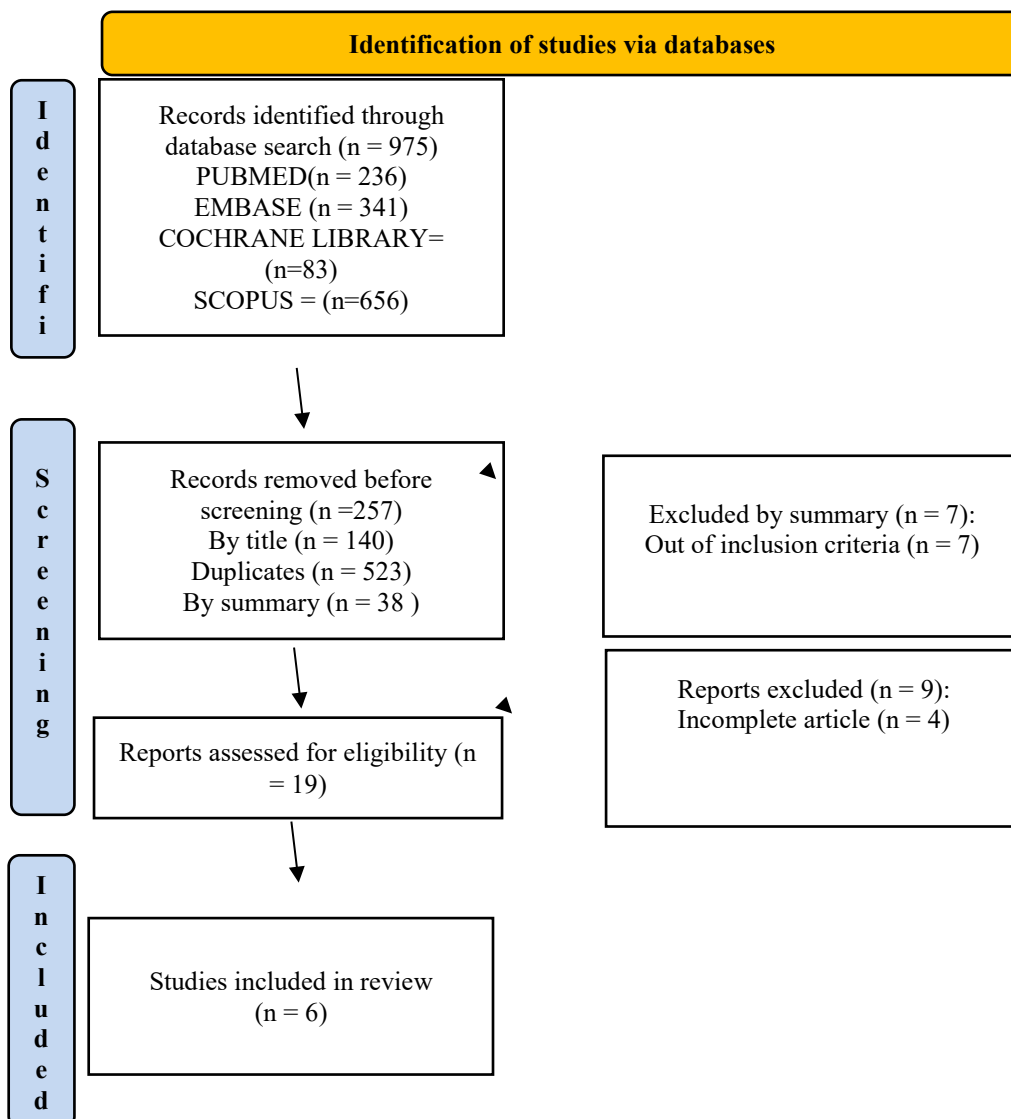 Identification of studies via databases
Identifi
Records identified through
database search (n = 975)
PUBMED(n = 236)
EMBASE (n = 341)
COCHRANE LIBRARY=
(n=83)
SCOPUS = (n=656)
Screening
Records removed before
screening (n =257)
By title (n = 140)
Duplicates (n = 523)
By summary (n = 38 )
Excluded by summary (n = 7):
Out of inclusion criteria (n = 7)
Reports assessed for eligibility (n
= 19)
Reports excluded (n = 9):
Incomplete article (n = 4)
Included
Studies included in review
(n = 6)